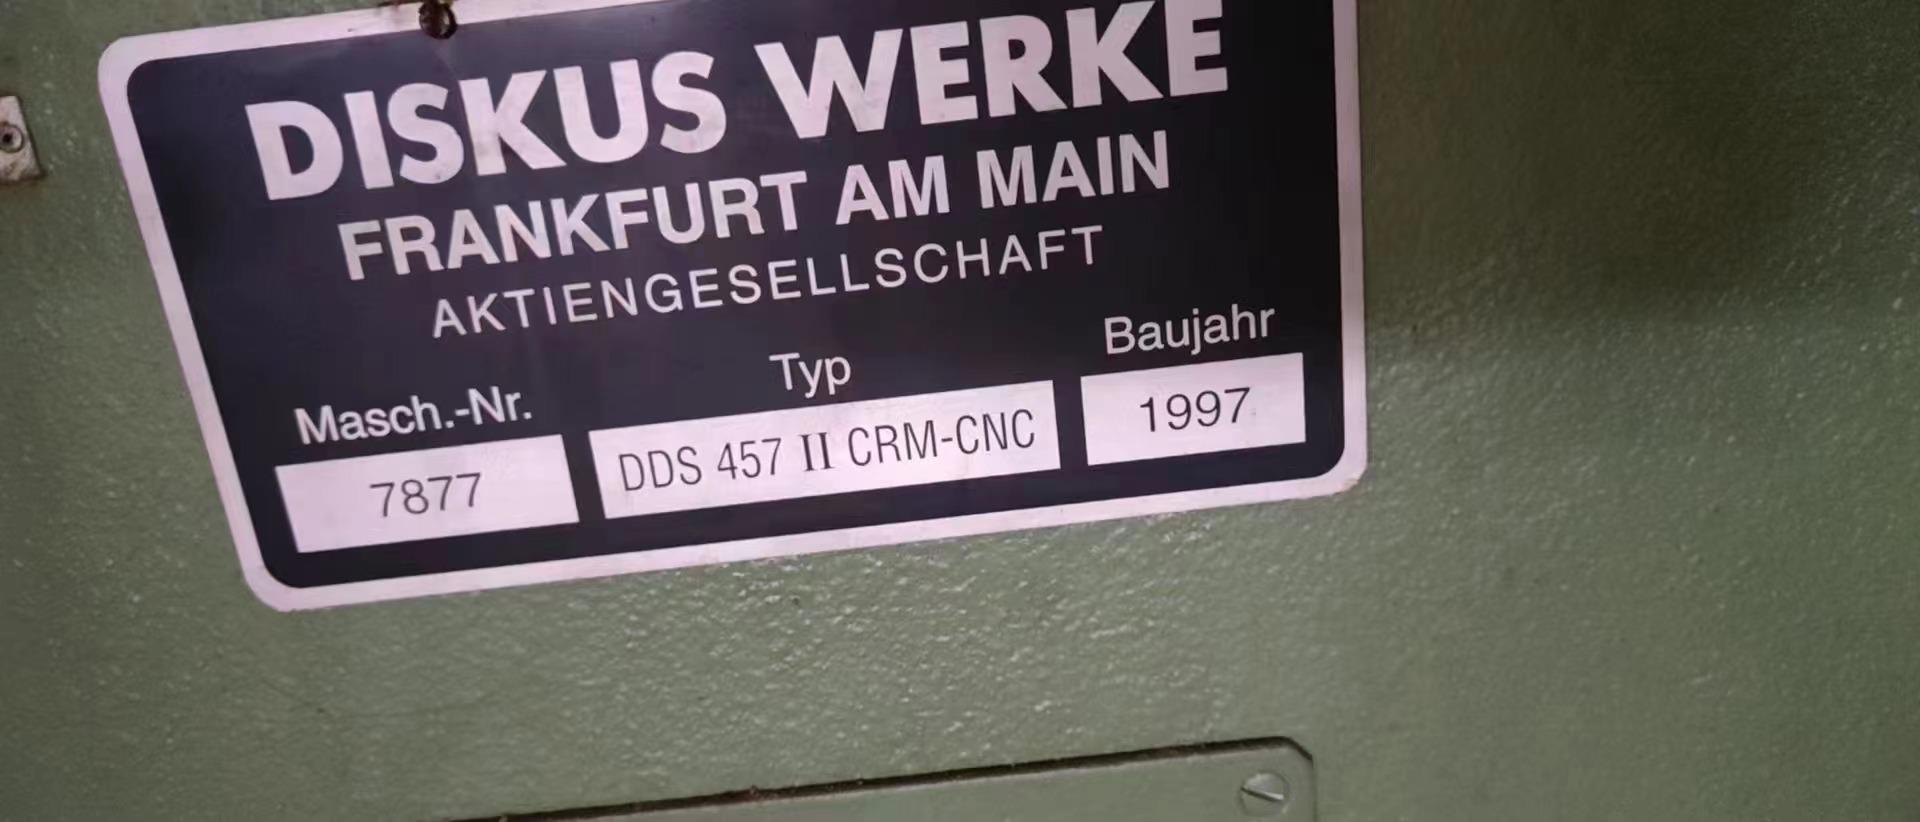 DISKUS WERKE
FRANKFURT AM MAIN
AKTIENGESELLSCHAFT
Masch.-Nr. Typ Baujahr
7877 DDS 457 II CRM-CNC 1997